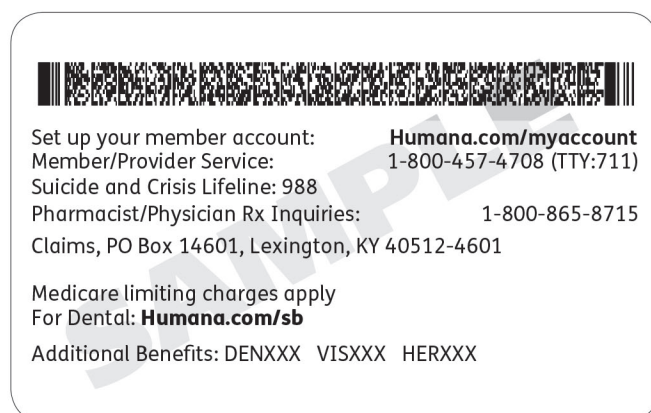 Set up your member account: Humana.com/myaccount
Member/Provider Service: 1-800-457-4708 (TTY:711)
Suicide and Crisis Lifeline: 988
Pharmacist/Physician Rx Inquiries: 1-800-865-8715
Claims, PO Box 14601, Lexington, KY 40512-4601
Medicare limiting charges apply
For Dental: Humana.com/sb
Additional Benefits: DENXXX VISXXX HERXXX
SAMPLE